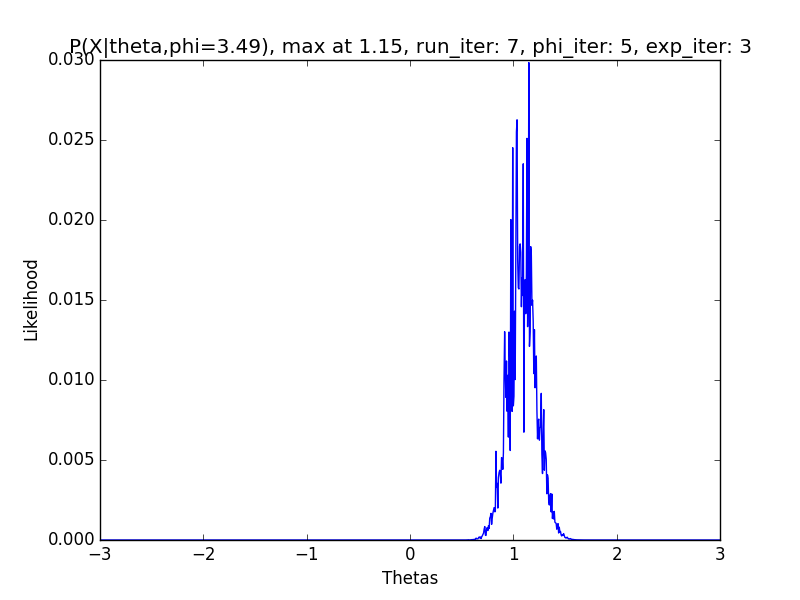 P(X|theta,phi=3.49), max at 1.15, run_iter: 7, phi_iter: 5, exp_iter: 3
0.030
0.025
0.020
0.015
0.010
0.005
0.000
Likelihood
−3 −2 −1 0 1 2 3
Thetas